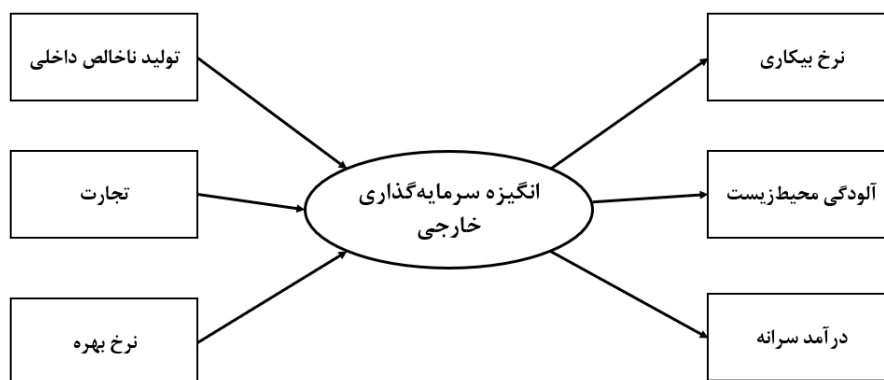 تولید ناخالص داخلی
نرخ بیکاری
تجارت
انگیزه سرمایه‌گذاری
خارجی
آلودگی محیط‌زیست
نرخ بهره
درآمد سرانه